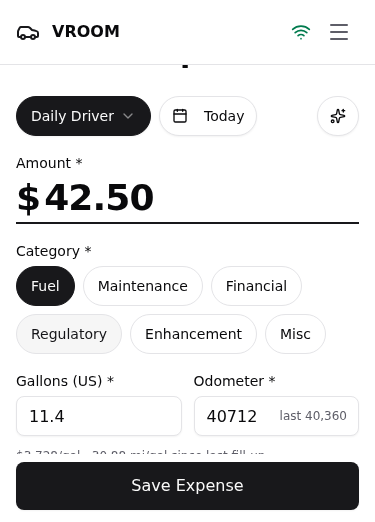 VROOM
Daily Driver
Today
Amount *
$ 42.50
Category *
Fuel Maintenance Financial
Regulatory Enhancement Misc
Gallons (US) * Odometer *
11.4 40712 last 40,360
Save Expense